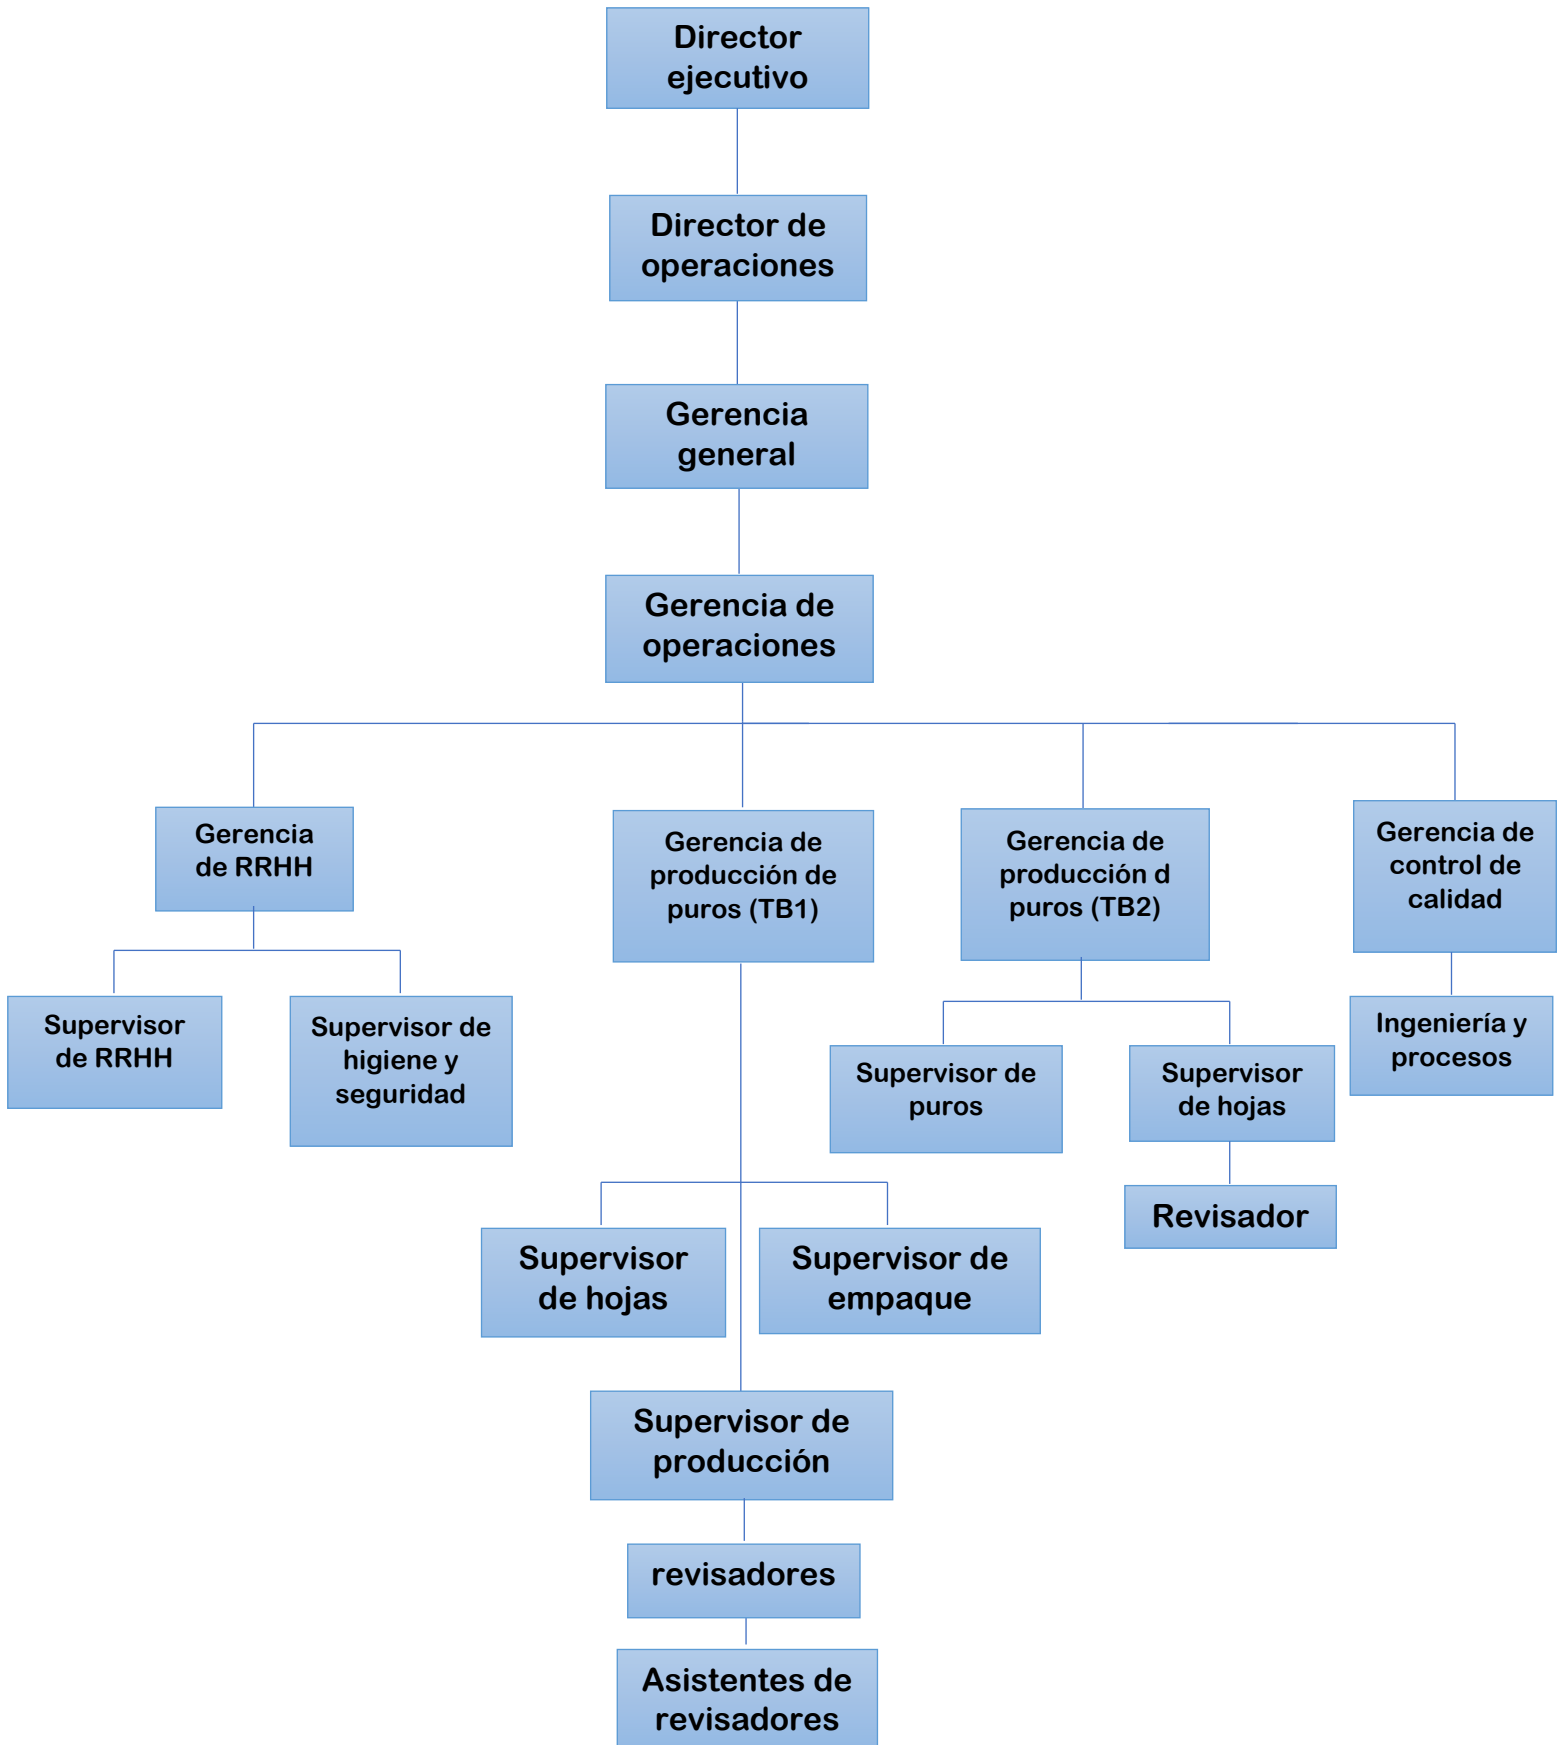 Director
ejecutivo
Director de
operaciones
Gerencia
general
Gerencia de
operaciones
Gerencia
de RRHH
Gerencia de
producción de
puros (TB1)
Gerencia de
producción d
puros (TB2)
Gerencia de
control de
calidad
Supervisor
de RRHH
Supervisor de
higiene y
seguridad
Supervisor de
puros
Supervisor
de hojas
Ingeniería y
procesos
Revisador
Supervisor
de hojas
Supervisor de
empaque
Supervisor de
producción
revisadores
Asistentes de
revisadores